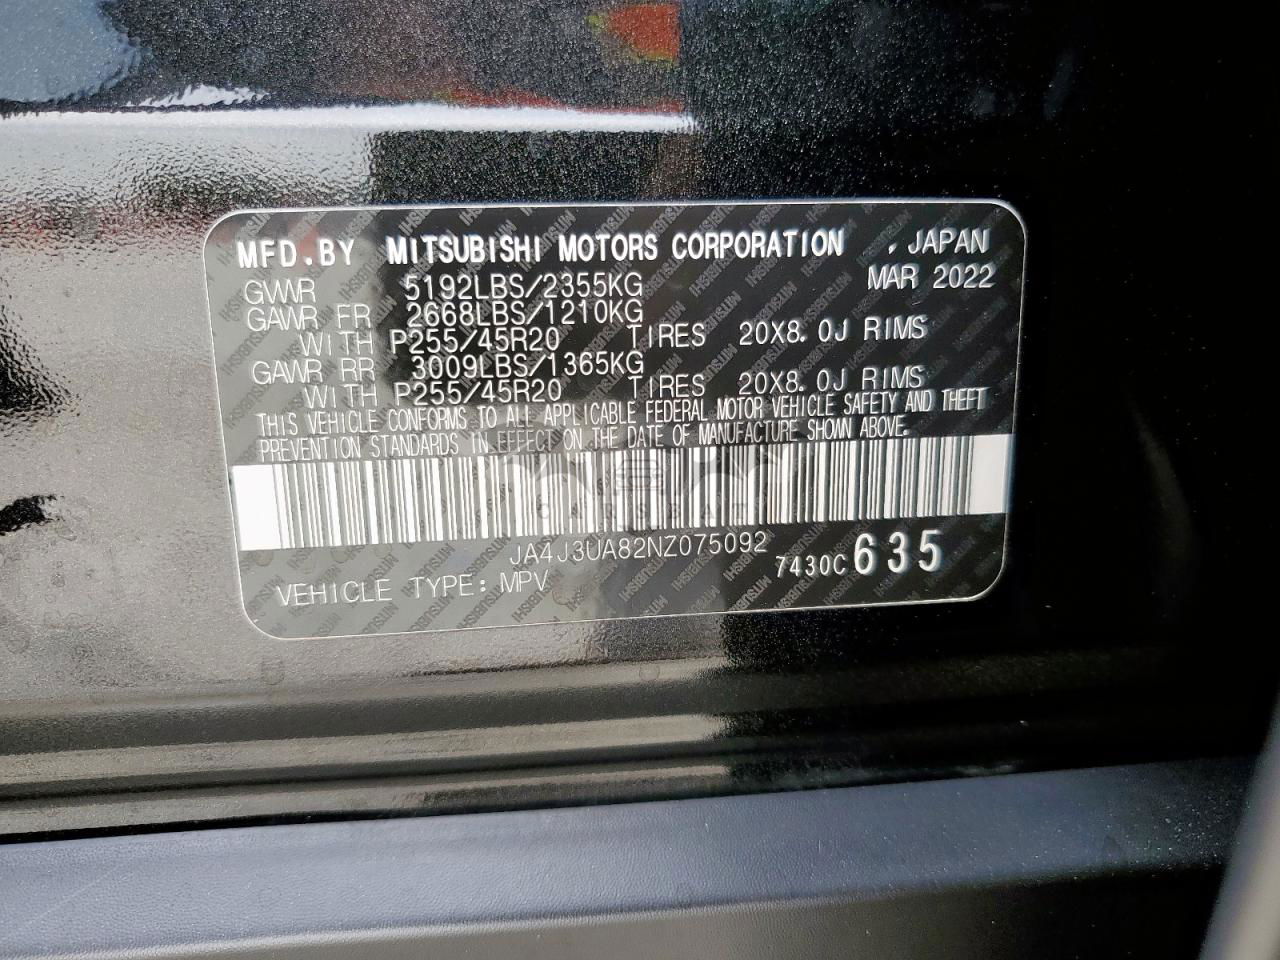 MFD.BY MITSUBISHI MOTORS CORPORATION , JAPAN
GVWR 5192LBS/2355KG MAR 2022
GAWR FR 2668LBS/1210KG
WITH P255/45R20 TIRES 20X8.0J RIMS
GAWR RR 3009LBS/1365KG
WITH P255/45R20 TIRES 20X8.0J RIMS
THIS VEHICLE CONFORMS TO ALL APPLICABLE FEDERAL MOTOR VEHICLE SAFETY AND THEFT
PREVENTION STANDARDS IN EFFECT ON THE DATE OF MANUFACTURE SHOWN ABOVE.
JA4J3UA82NZ075092
7430C 635
VEHICLE TYPE: MPV